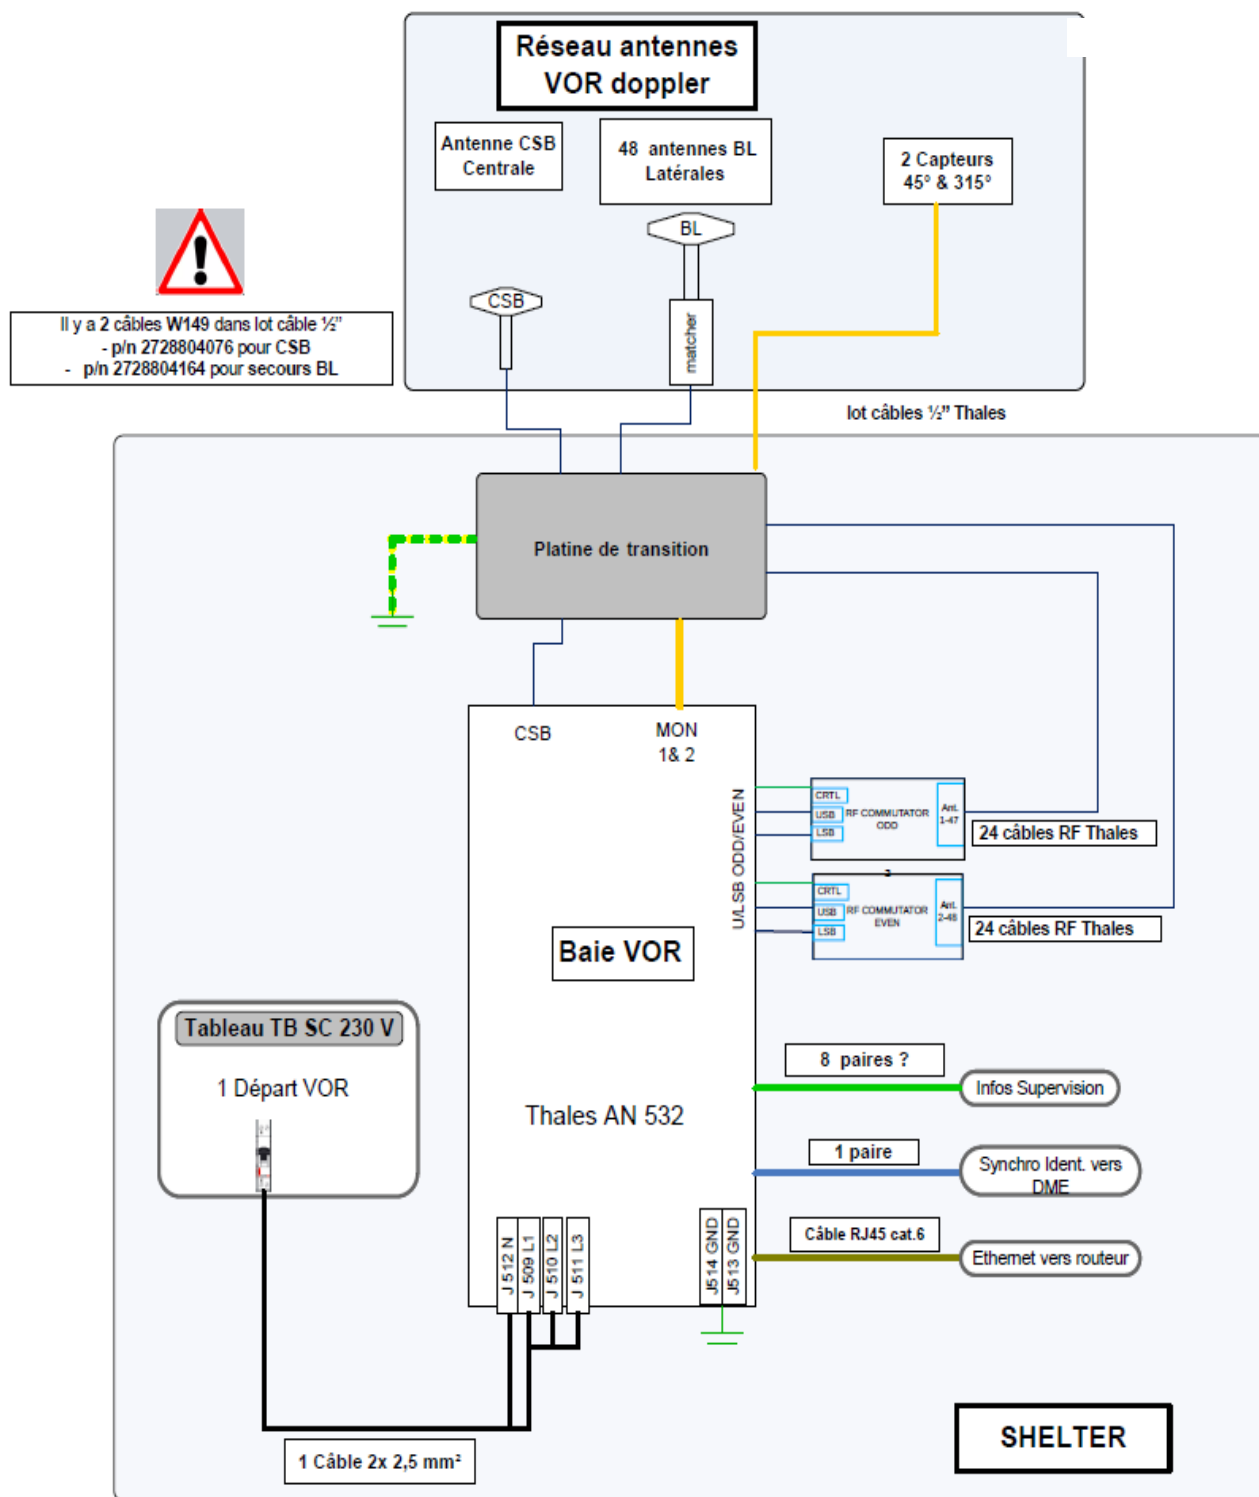 Réseau antennes
VOR doppler
Antenne CSB
Centrale
48 antennes BL
Latérales
2 Capteurs
45° & 315°
BL
CSB
matcher
Il y a 2 câbles W149 dans lot câble ½”
- p/n 2728804076 pour CSB
- p/n 2728804164 pour secours BL
lot câbles ½” Thales
Platine de transition
CSB
MON
1& 2
U/LSB ODD/EVEN
CRTL
USB
LSB
RF COMMUTATOR
ODD
Ant.
1-47
24 câbles RF Thales
CRTL
USB
LSB
RF COMMUTATOR
EVEN
Ant.
2-48
24 câbles RF Thales
Baie VOR
Tableau TB SC 230 V
1 Départ VOR
Thales AN 532
8 paires ?
Infos Supervision
1 paire
Synchro Ident. vers
DME
Câble RJ45 cat.6
Ethernet vers routeur
J 512 N
J 509 L1
J 510 L2
J 511 L3
J514 GND
J513 GND
1 Câble 2x 2,5 mm²
SHELTER